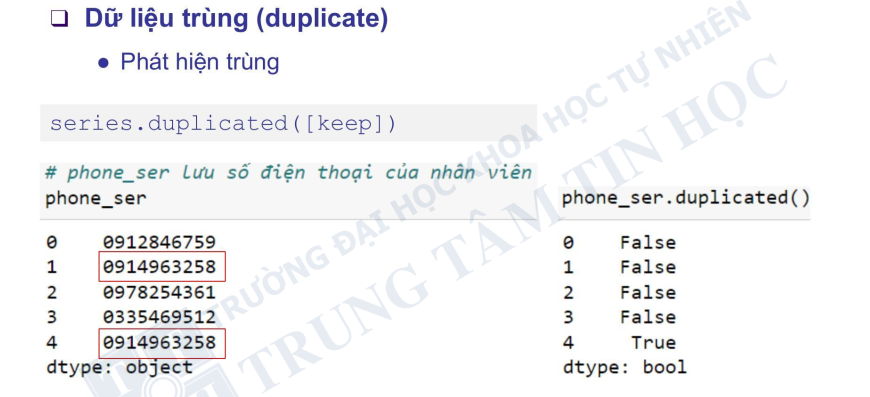 ❑ Dữ liệu trùng (duplicate)
● Phát hiện trùng
series.duplicated([keep])
# phone_ser lưu số điện thoại của nhân viên
phone_ser
0 0912846759
1 0914963258
2 0978254361
3 0335469512
4 0914963258
dtype: object
phone_ser.duplicated()
0 False
1 False
2 False
3 False
4 True
dtype: bool
TRƯỜNG ĐẠI HỌC KHOA HỌC TỰ NHIÊN
TRUNG TÂM TIN HỌC